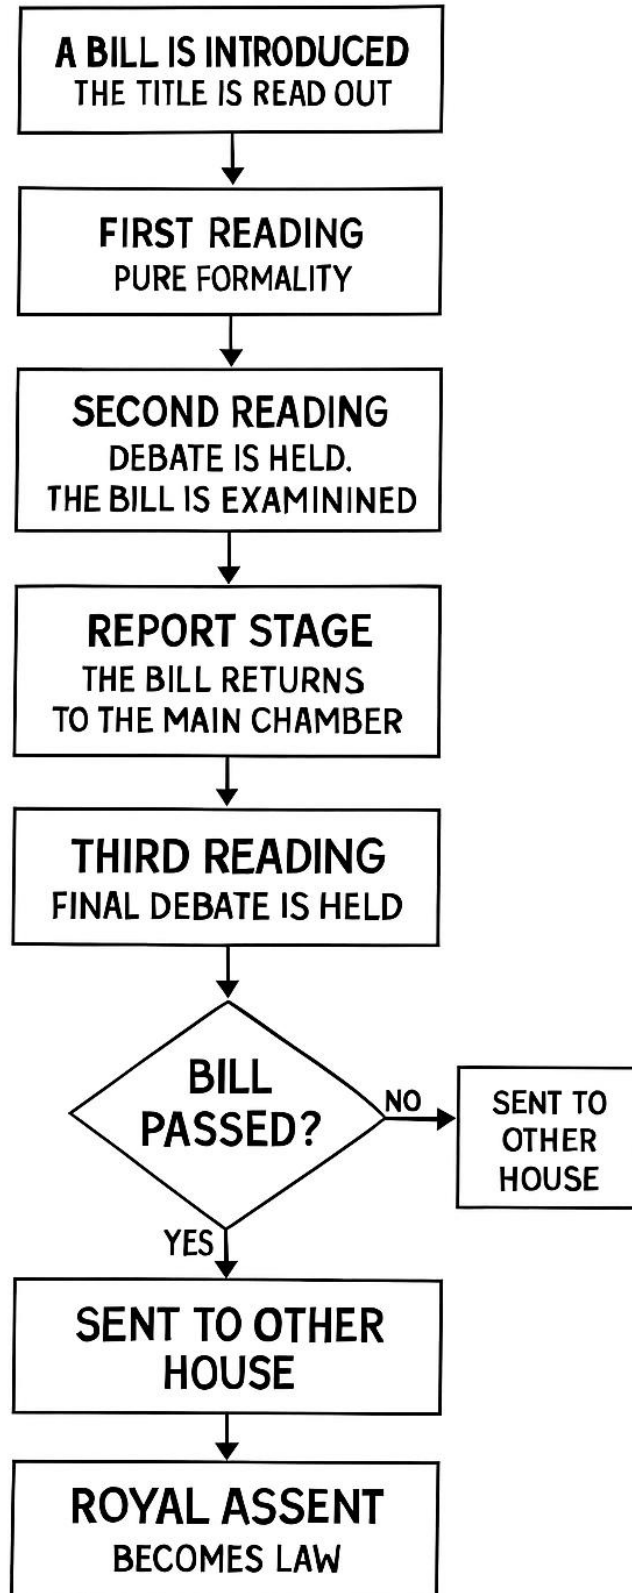 A BILL IS INTRODUCED
THE TITLE IS READ OUT
FIRST READING
PURE FORMALITY
SECOND READING
DEBATE IS HELD.
THE BILL IS EXAMININED
REPORT STAGE
THE BILL RETURNS
TO THE MAIN CHAMBER
THIRD READING
FINAL DEBATE IS HELD
BILL
PASSED?
NO
SENT TO
OTHER
HOUSE
YES
SENT TO OTHER
HOUSE
ROYAL ASSENT
BECOMES LAW